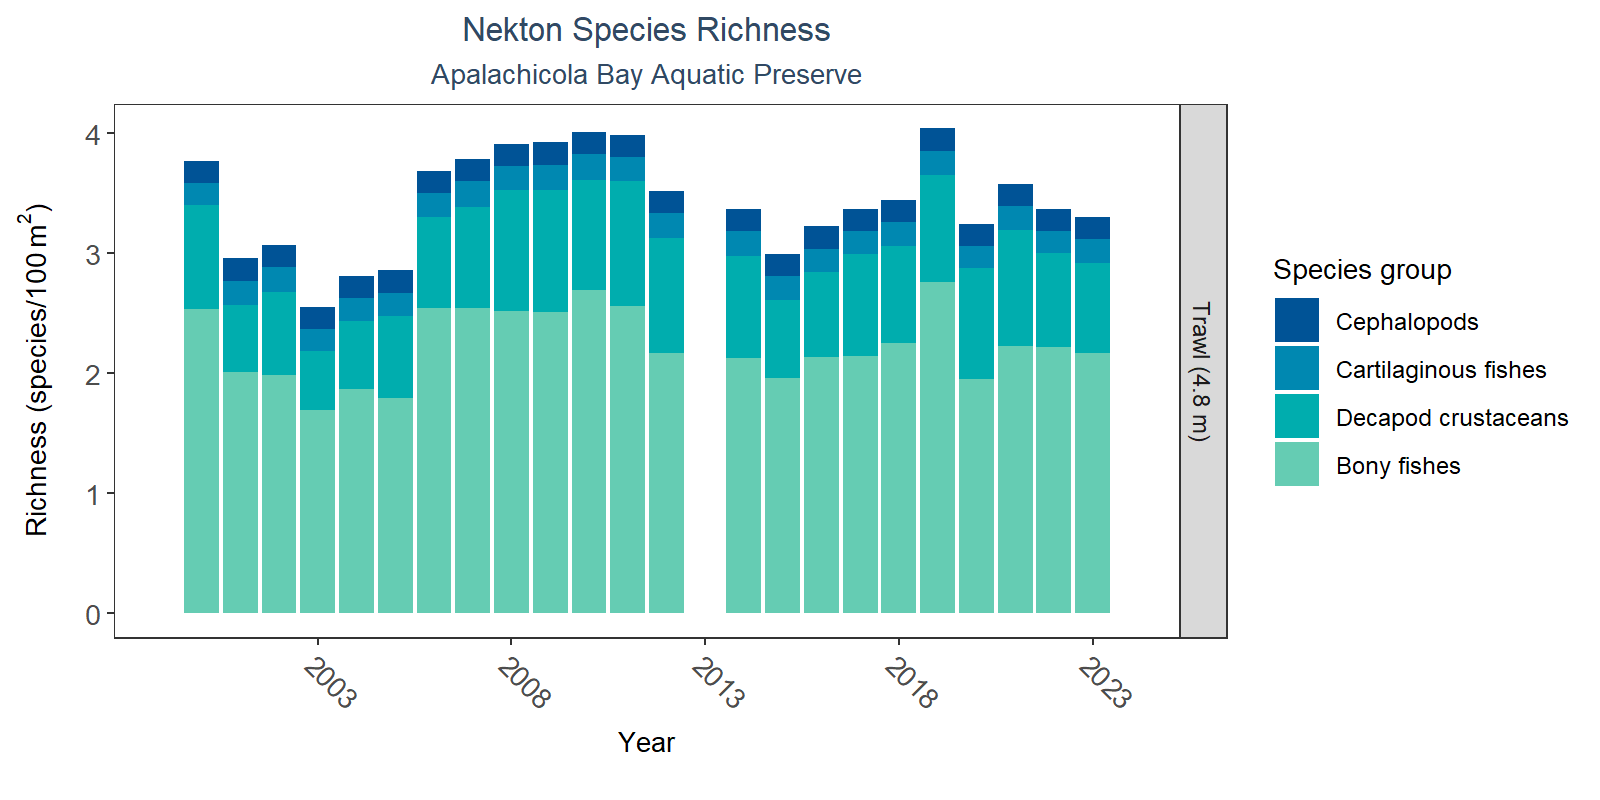 Nekton Species Richness
Apalachicola Bay Aquatic Preserve
Richness (species/100 m²)
4
3
2
1
0
2003
2008
2013
2018
2023
Year
Trawl (4.8 m)
Species group
Cephalopods
Cartilaginous fishes
Decapod crustaceans
Bony fishes